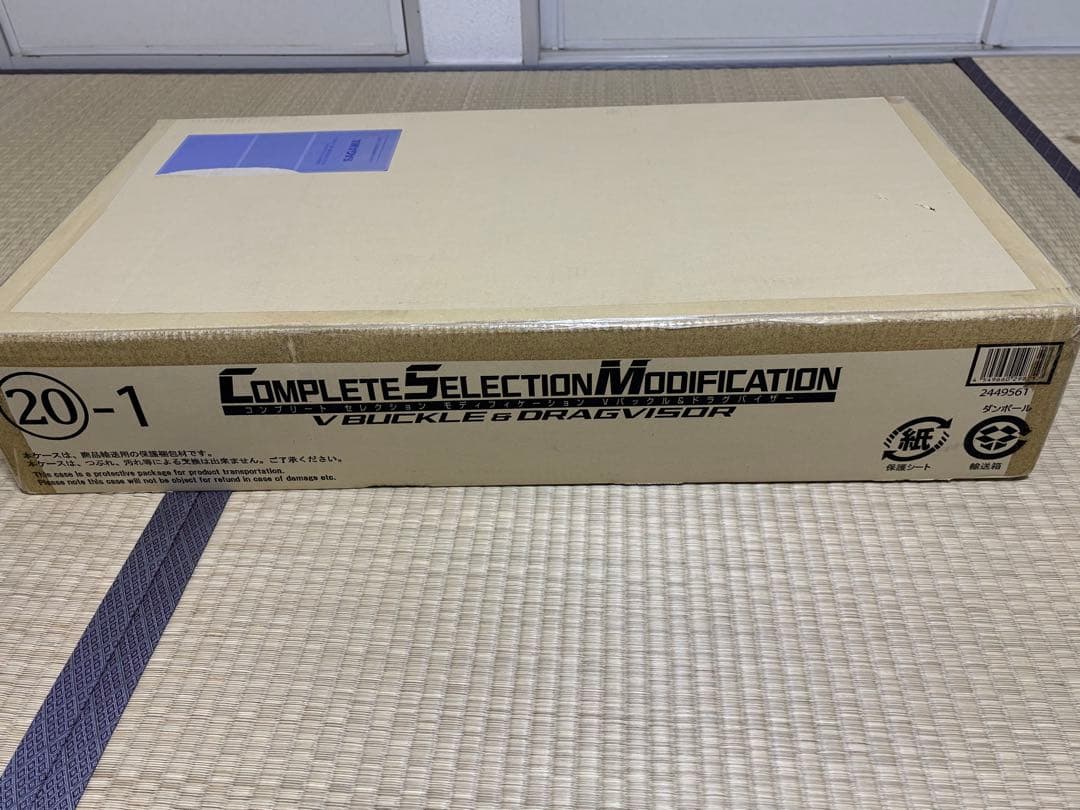 20-1
COMPLETE SELECTION MODIFICATION
コンプリート セレクション モディフィケーション Vバックル&ドラグバイザー
V BUCKLE & DRAGVISOR
本ケースは、商品輸送用の保護梱包材です。
本ケースは、つぶれ、汚れ等による交換は出来ません。ご了承ください。
This case is a protective package for product transportation.
Please note this case will not be object for refund in case of damage etc.
2449561
ダンボール
紙
保護シート
輸送箱